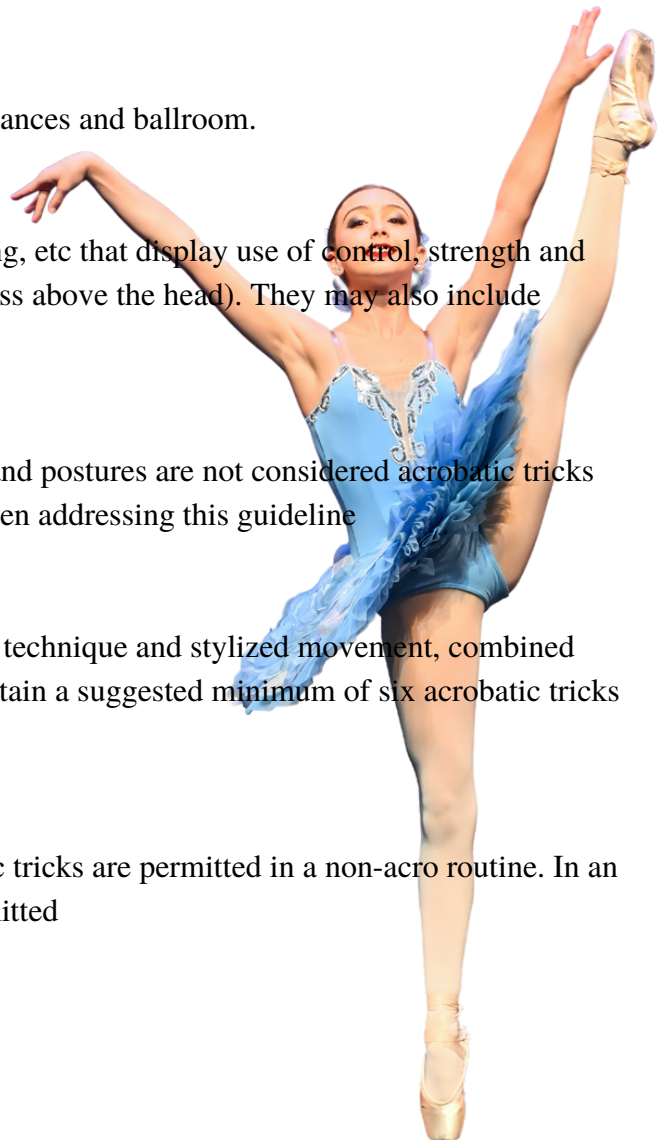 ances and ballroom.
ng, etc that display use of control, strength and
ss above the head). They may also include
and postures are not considered acrobatic tricks
en addressing this guideline
technique and stylized movement, combined
tain a suggested minimum of six acrobatic tricks
c tricks are permitted in a non-acro routine. In an
itted